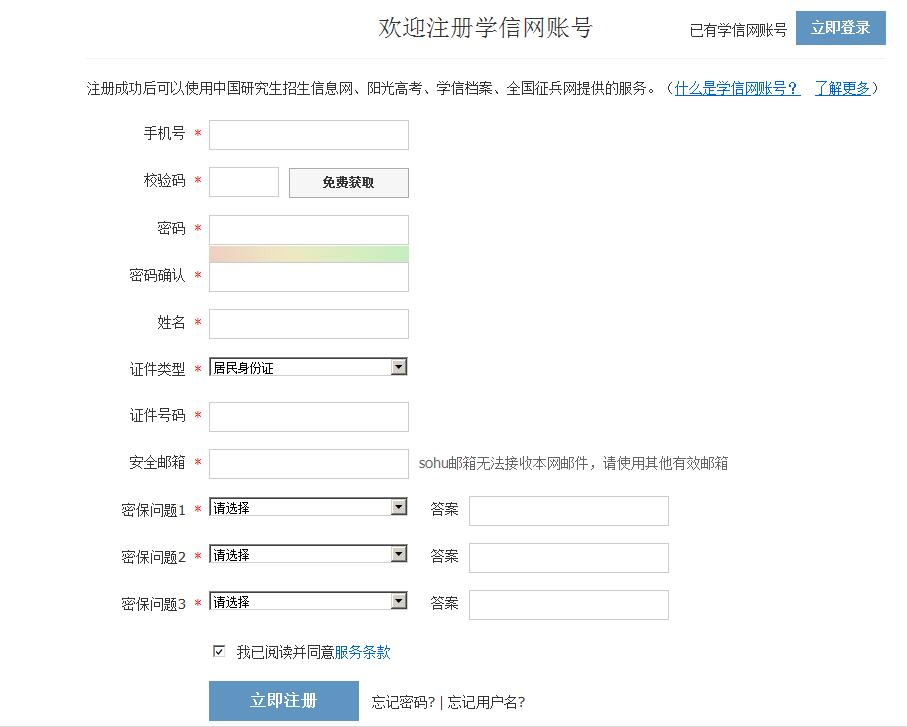 欢迎注册学信网账号 已有学信网账号 立即登录
注册成功后可以使用中国研究生招生信息网、阳光高考、学信档案、全国征兵网提供的服务。（什么是学信网账号？ 了解更多）
手机号 *
校验码 * 免费获取
密码 *
密码确认 *
姓名 *
证件类型 * 居民身份证
证件号码 *
安全邮箱 * sohu邮箱无法接收本网邮件，请使用其他有效邮箱
密保问题1 * 请选择 答案
密保问题2 * 请选择 答案
密保问题3 * 请选择 答案
我已阅读并同意服务条款
立即注册 忘记密码? | 忘记用户名?